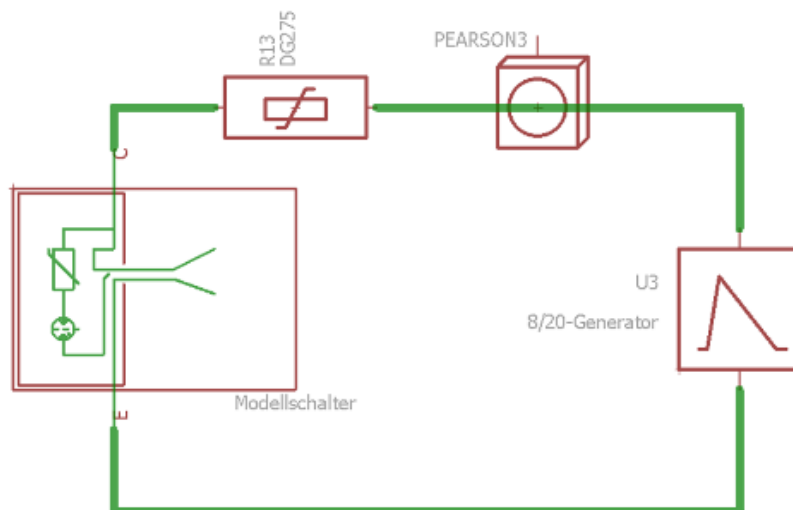 R13
DG275
PEARSON3
C
U3
8/20-Generator
Modellschalter
E